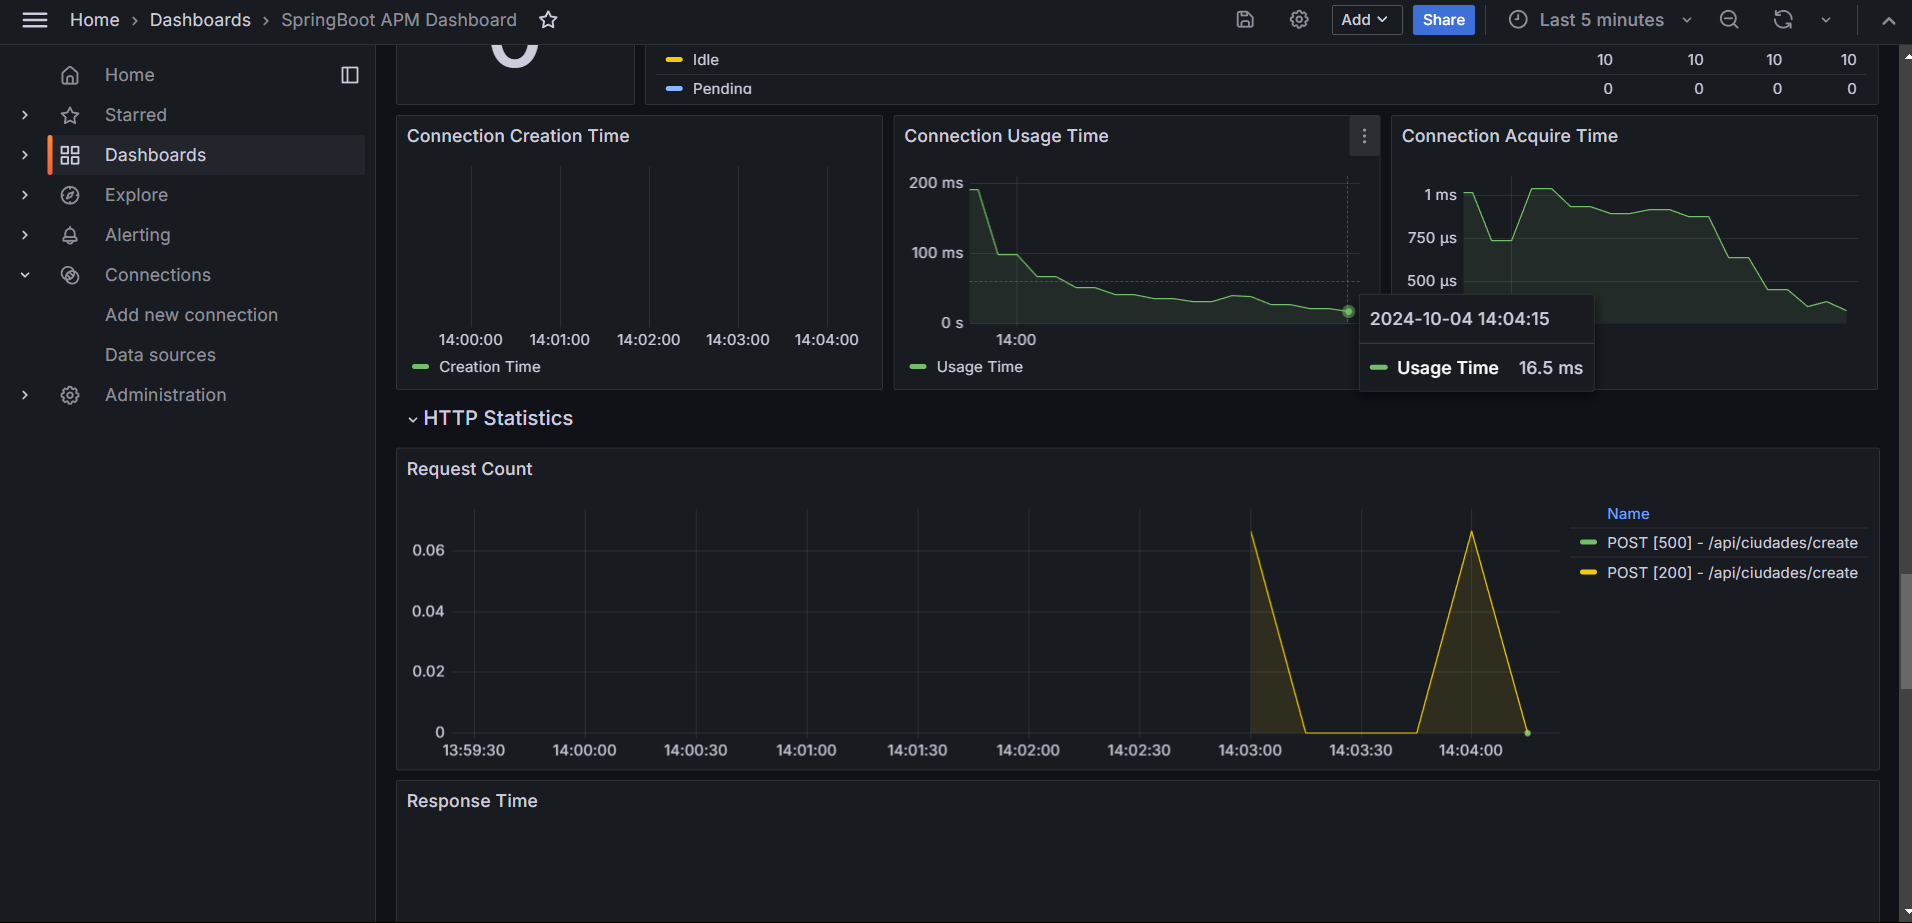 Home › Dashboards › SpringBoot APM Dashboard
Add
Share
Last 5 minutes
Home
Starred
Dashboards
Explore
Alerting
Connections
Add new connection
Data sources
Administration
Idle 10 10 10 10
Pending 0 0 0 0
Connection Creation Time
14:00:00 14:01:00 14:02:00 14:03:00 14:04:00
Creation Time
Connection Usage Time
200 ms
100 ms
0 s
14:00
Usage Time
Connection Acquire Time
1 ms
750 µs
500 µs
2024-10-04 14:04:15
Usage Time 16.5 ms
HTTP Statistics
Request Count
0.06
0.04
0.02
0
13:59:30 14:00:00 14:00:30 14:01:00 14:01:30 14:02:00 14:02:30 14:03:00 14:03:30 14:04:00
Name
POST [500] - /api/ciudades/create
POST [200] - /api/ciudades/create
Response Time